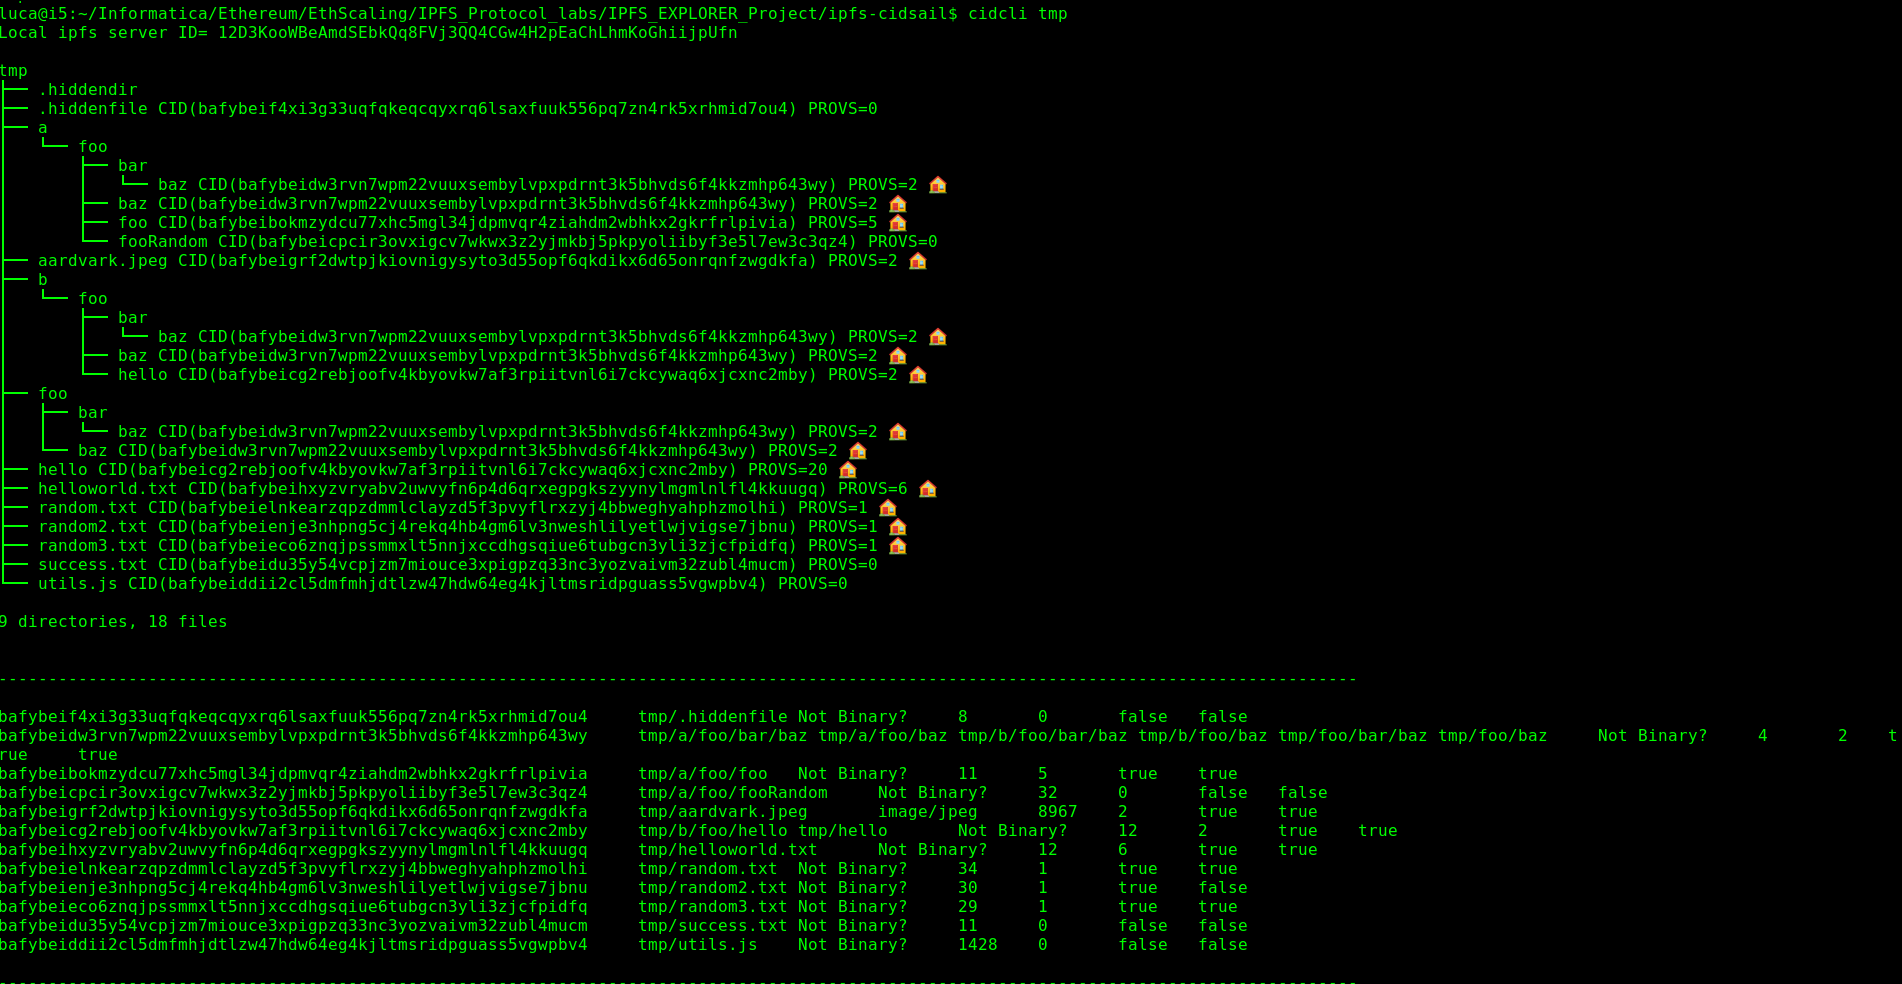 luca@i5:~/Informatica/Ethereum/EthScaling/IPFS_Protocol_labs/IPFS_EXPLORER_Project/ipfs-cidsail$ cidcli tmp
Local ipfs server ID= 12D3KooWBeAmdSEbkQq8FVj3QQ4CGw4H2pEaChLhmKoGhiijpUfn
tmp
├── .hiddendir
├── .hiddenfile CID(bafybeif4xi3g33uqfqkeqcqyxrq6lsaxfuuk556pq7zn4rk5xrhmid7ou4) PROVS=0
├── a
│   └── foo
│       ├── bar
│       │   └── baz CID(bafybeidw3rvn7wpm22vuuxsembylvpxpdrnt3k5bhvds6f4kkzmhp643wy) PROVS=2 🏠
│       ├── baz CID(bafybeidw3rvn7wpm22vuuxsembylvpxpdrnt3k5bhvds6f4kkzmhp643wy) PROVS=2 🏠
│       ├── foo CID(bafybeibokmzydcu77xhc5mgl34jdpmvqr4ziahdm2wbhkx2gkrfrlpivia) PROVS=5 🏠
│       └── fooRandom CID(bafybeicpcir3ovxigcv7wkwx3z2yjmkbj5pkpyoliibyf3e5l7ew3c3qz4) PROVS=0
├── aardvark.jpeg CID(bafybeigrf2dwtpjkiovnigysyto3d55opf6qkdikx6d65onrqnfzwgdkfa) PROVS=2 🏠
├── b
│   └── foo
│       ├── bar
│       │   └── baz CID(bafybeidw3rvn7wpm22vuuxsembylvpxpdrnt3k5bhvds6f4kkzmhp643wy) PROVS=2 🏠
│       ├── baz CID(bafybeidw3rvn7wpm22vuuxsembylvpxpdrnt3k5bhvds6f4kkzmhp643wy) PROVS=2 🏠
│       └── hello CID(bafybeicg2rebjoofv4kbyovkw7af3rpiitvnl6i7ckcywaq6xjcxnc2mby) PROVS=2 🏠
├── foo
│   ├── bar
│   │   └── baz CID(bafybeidw3rvn7wpm22vuuxsembylvpxpdrnt3k5bhvds6f4kkzmhp643wy) PROVS=2 🏠
│   └── baz CID(bafybeidw3rvn7wpm22vuuxsembylvpxpdrnt3k5bhvds6f4kkzmhp643wy) PROVS=2 🏠
├── hello CID(bafybeicg2rebjoofv4kbyovkw7af3rpiitvnl6i7ckcywaq6xjcxnc2mby) PROVS=20 🏠
├── helloworld.txt CID(bafybeihxyzvryabv2uwvyfn6p4d6qrxegpgkszyynylmgmlnlfl4kkuugq) PROVS=6 🏠
├── random.txt CID(bafybeielnkearzqpzdmmlclayzd5f3pvyflrxzyj4bbweghyahphzmolhi) PROVS=1 🏠
├── random2.txt CID(bafybeienje3nhpng5cj4rekq4hb4gm6lv3nweshlilyetlwjvigse7jbnu) PROVS=1 🏠
├── random3.txt CID(bafybeieco6znqjpssmmxlt5nnjxccdhgsqiue6tubgcn3yli3zjcfpidfq) PROVS=1 🏠
├── success.txt CID(bafybeidu35y54vcpjzm7miouce3xpigpzq33nc3yozvaivm32zubl4mucm) PROVS=0
└── utils.js CID(bafybeiddii2cl5dmfmhjdtlzw47hdw64eg4kjltmsridpguass5vgwpbv4) PROVS=0
9 directories, 18 files
----------------------------------------------------------------------------------------------------------------------------------------
bafybeif4xi3g33uqfqkeqcqyxrq6lsaxfuuk556pq7zn4rk5xrhmid7ou4 tmp/.hiddenfile Not Binary? 8 0 false false
bafybeidw3rvn7wpm22vuuxsembylvpxpdrnt3k5bhvds6f4kkzmhp643wy tmp/a/foo/bar/baz tmp/a/foo/baz tmp/b/foo/bar/baz tmp/b/foo/baz tmp/foo/bar/baz tmp/foo/baz Not Binary? 4 2 t
rue true
bafybeibokmzydcu77xhc5mgl34jdpmvqr4ziahdm2wbhkx2gkrfrlpivia tmp/a/foo/foo Not Binary? 11 5 true true
bafybeicpcir3ovxigcv7wkwx3z2yjmkbj5pkpyoliibyf3e5l7ew3c3qz4 tmp/a/foo/fooRandom Not Binary? 32 0 false false
bafybeigrf2dwtpjkiovnigysyto3d55opf6qkdikx6d65onrqnfzwgdkfa tmp/aardvark.jpeg image/jpeg 8967 2 true true
bafybeicg2rebjoofv4kbyovkw7af3rpiitvnl6i7ckcywaq6xjcxnc2mby tmp/b/foo/hello tmp/hello Not Binary? 12 2 true true
bafybeihxyzvryabv2uwvyfn6p4d6qrxegpgkszyynylmgmlnlfl4kkuugq tmp/helloworld.txt Not Binary? 12 6 true true
bafybeielnkearzqpzdmmlclayzd5f3pvyflrxzyj4bbweghyahphzmolhi tmp/random.txt Not Binary? 34 1 true true
bafybeienje3nhpng5cj4rekq4hb4gm6lv3nweshlilyetlwjvigse7jbnu tmp/random2.txt Not Binary? 30 1 true false
bafybeieco6znqjpssmmxlt5nnjxccdhgsqiue6tubgcn3yli3zjcfpidfq tmp/random3.txt Not Binary? 29 1 true true
bafybeidu35y54vcpjzm7miouce3xpigpzq33nc3yozvaivm32zubl4mucm tmp/success.txt Not Binary? 11 0 false false
bafybeiddii2cl5dmfmhjdtlzw47hdw64eg4kjltmsridpguass5vgwpbv4 tmp/utils.js Not Binary? 1428 0 false false
----------------------------------------------------------------------------------------------------------------------------------------